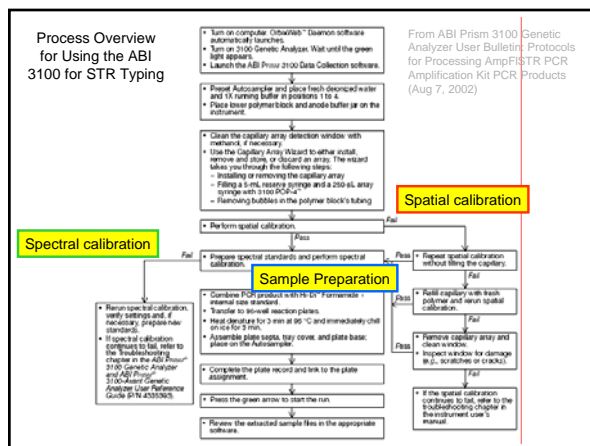 Process Overview
for Using the ABI
3100 for STR Typing
From ABI Prism 3100 Genetic
Analyzer User Bulletin: Protocols
for Processing AmpFlSTR PCR
Amplification Kit PCR Products
(Aug 7, 2002)
• Turn on computer. OrbixWeb™ Daemon software
automatically launches.
• Turn on 3100 Genetic Analyzer. Wait until the green
light appears.
• Launch the ABI PRISM 3100 Data Collection software.
• Preset Autosampler and place fresh deionized water
and 1X running buffer in positions 1 to 4.
• Place lower polymer block and anode buffer jar on the
instrument.
• Clean the capillary array detection window with
methanol, if necessary.
• Use the Capillary Array Wizard to either install,
remove and store, or discard an array. The wizard
takes you through the following steps:
– Installing or removing the capillary array
– Filling a 5-mL reserve syringe and a 250-µL array
syringe with 3100 POP-4™
– Removing bubbles in the polymer block's tubing
Spatial calibration
• Perform spatial calibration.
Fail
Pass
Spectral calibration
Fail
• Prepare spectral standards and perform spectral
calibration.
Pass
• Repeat spatial calibration
without filling the capillary.
Fail
Sample Preparation
• Rerun spectral calibration,
verify settings and, if
necessary, prepare new
standards.
• If spectral calibration
continues to fail, refer to
the Troubleshooting
chapter in the ABI PRISM®
3100 Genetic Analyzer
and ABI PRISM®
3100-Avant Genetic
Analyzer User Reference
Guide (P/N 4335393).
• Combine PCR product with Hi-Di™ Formamide +
internal size standard.
• Transfer to 96-well reaction plates.
• Heat denature for 3 min at 95 °C and immediately chill
on ice for 3 min.
• Assemble plate septa, tray cover, and plate base;
place on the Autosampler.
Pass
• Refill capillary with fresh
polymer and rerun spatial
calibration.
Fail
Pass
• Remove capillary array and
clean window.
• Inspect window for damage
(e.g., scratches or cracks).
Fail
• If the spatial calibration
continues to fail, refer to the
troubleshooting chapter in
the instrument user's
manual.
• Complete the plate record and link to the plate
assignment.
• Press the green arrow to start the run.
• Review the extracted sample files in the appropriate
software.